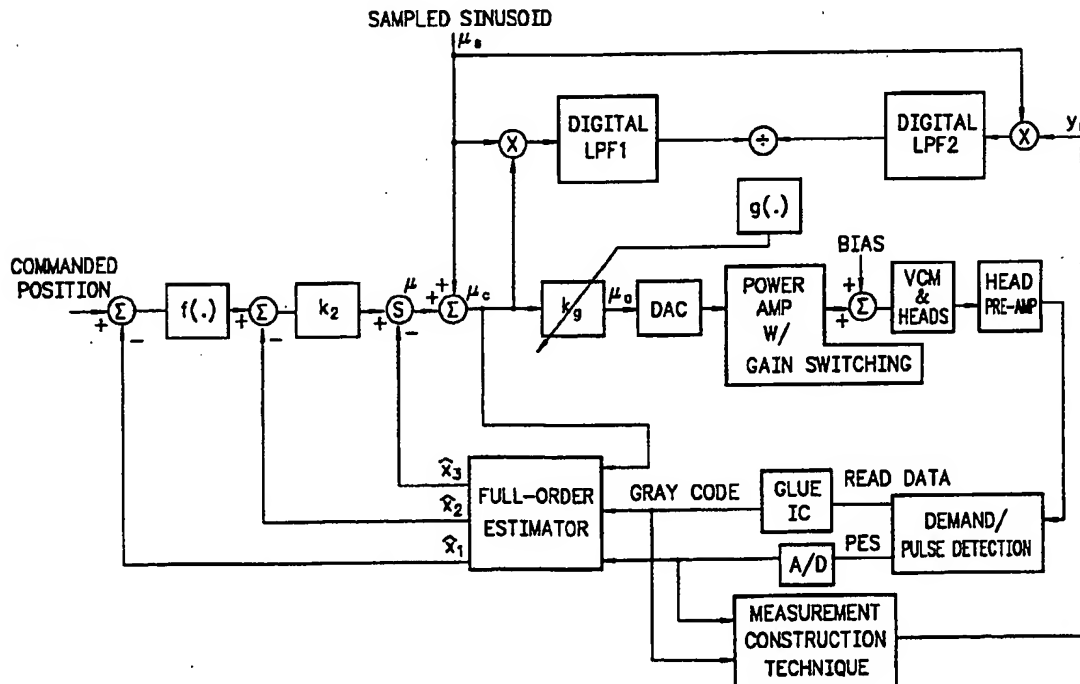 SAMPLED SINUSOID
μs
X
DIGITAL
LPF1
÷
DIGITAL
LPF2
X
g(.)
BIAS
COMMANDED
POSITION
Σ
+
−
f(.)
+
Σ
−
k2
μ
+
S
−
+
+
Σ
μc
kg
μa
DAC
POWER
AMP
W/
GAIN SWITCHING
+
+
Σ
VCM
&
HEADS
HEAD
PRE-AMP
x̂3
x̂2
x̂1
FULL-ORDER
ESTIMATOR
GRAY CODE
GLUE
IC
READ DATA
PES
A/D
DEMAND/
PULSE DETECTION
MEASUREMENT
CONSTRUCTION
TECHNIQUE